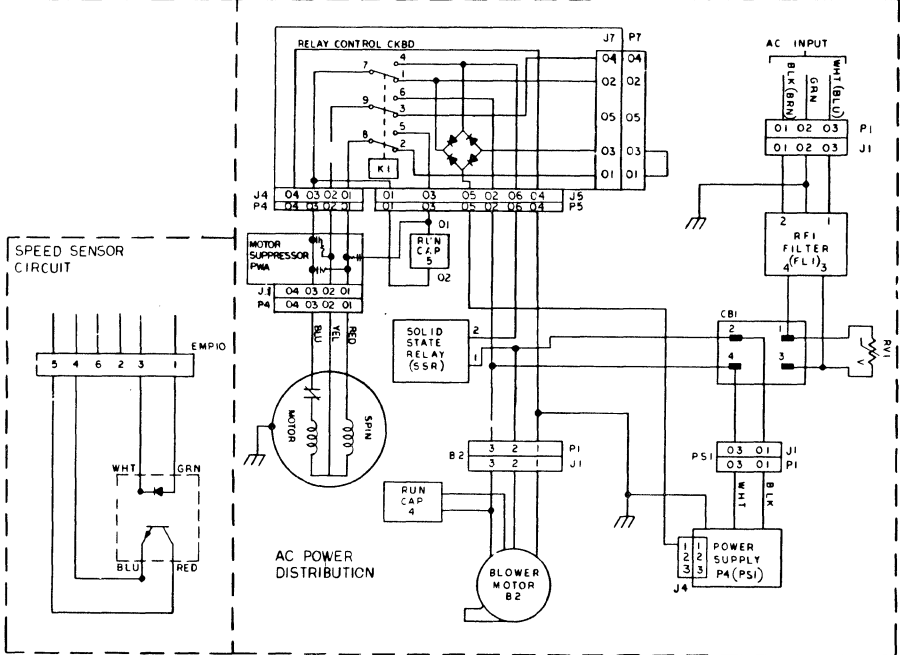 J7 P7
RELAY CONTROL CKBD
AC INPUT
BLK(BRN)
GRN
WHT(BLU)
4
7
1
6
9
3
5
8
2
K1
04 04
02 02
05 05
03 03
01 01
01 02 03 P1
01 02 03 J1
J4 04 03 02 01
P4 04 03 02 01
01 03 05 02 06 04 J5
01 03 05 02 06 04 P5
01
RUN
CAP
5
02
MOTOR
SUPPRESSOR
PWA
J1 04 03 02 01
P4 04 03 02 01
BLU
YEL
RED
2 1
RFI
FILTER
(FL1)
4 3
SPEED SENSOR
CIRCUIT
EMP10
5 4 6 2 3 1
WHT
GRN
BLU
RED
SOLID
STATE
RELAY
(SSR)
2
1
CB1
2 1
4 3
RV1
V
MOTOR
SPIN
B2
3 2 1 P1
3 2 1 J1
PS1
03 01 J1
03 01 P1
WHT
BLK
RUN
CAP
4
AC POWER
DISTRIBUTION
BLOWER
MOTOR
B2
1 1
2 2
3 3
J4
POWER
SUPPLY
P4(PS1)